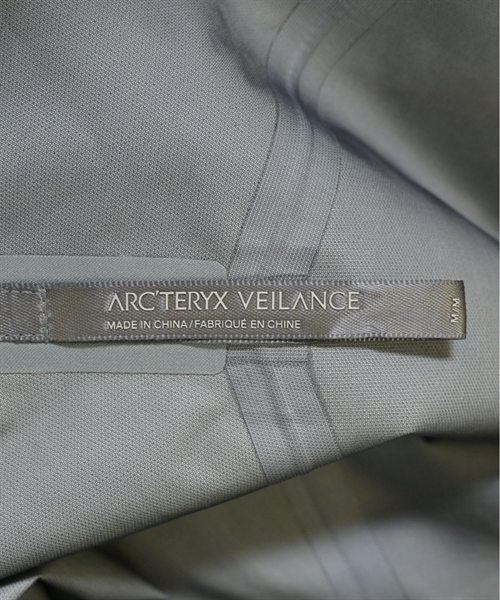 ARC'TERYX VEILANCE
MADE IN CHINA/FABRIQUÉ EN CHINE
M/M